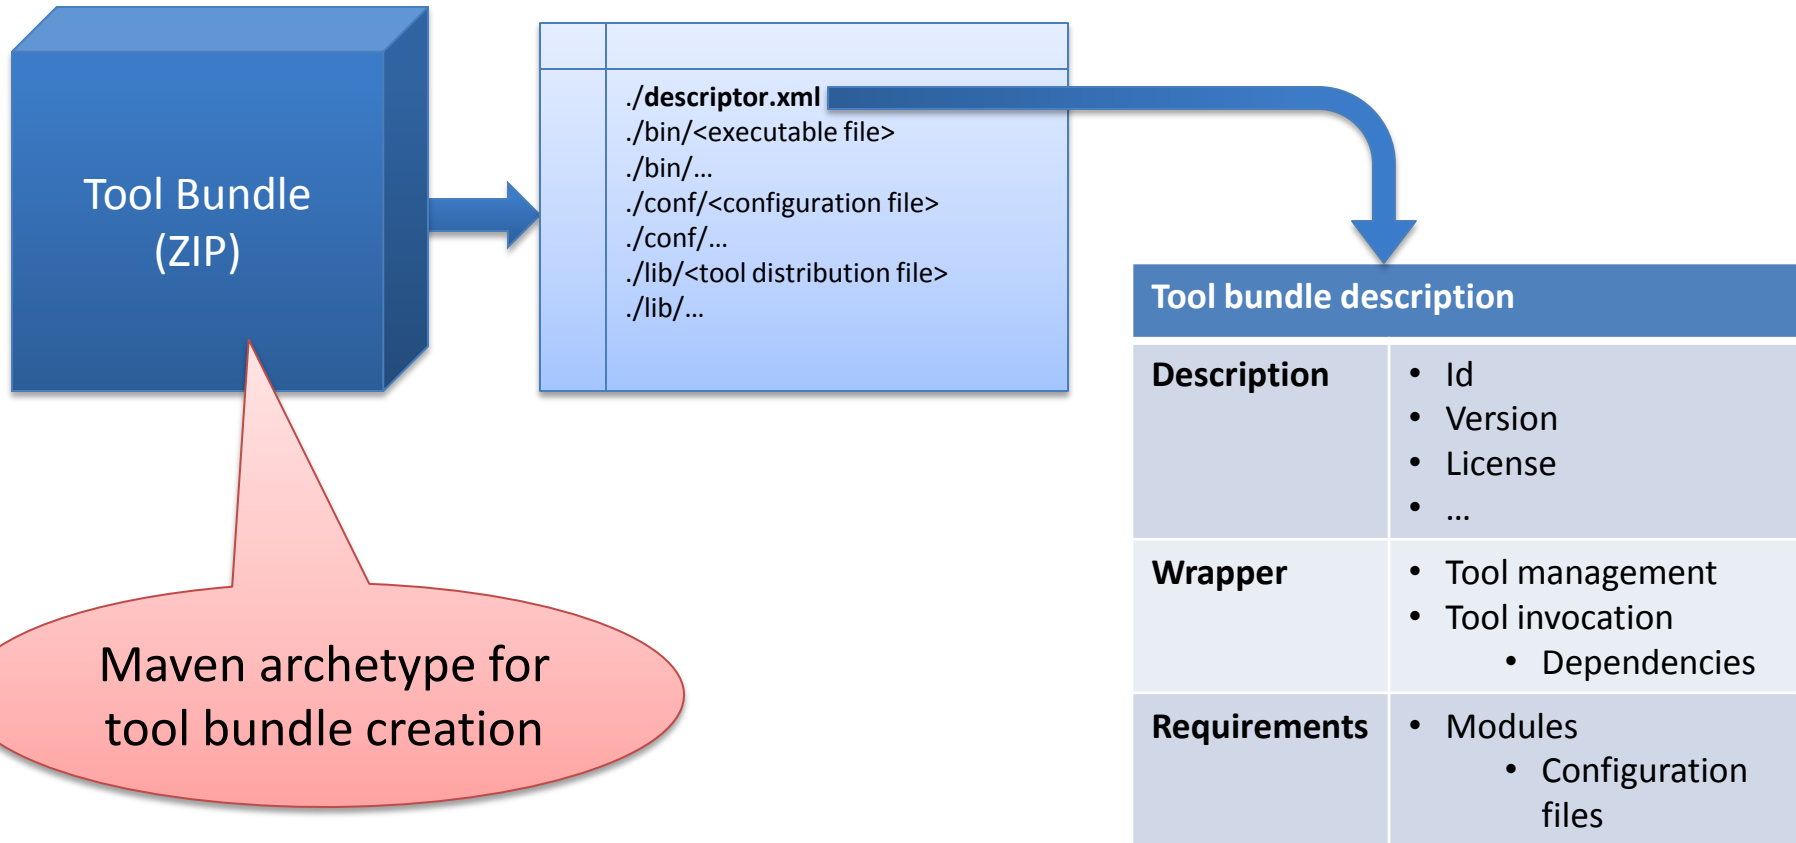 Tool Bundle
(ZIP)
./descriptor.xml
./bin/<executable file>
./bin/...
./conf/<configuration file>
./conf/...
./lib/<tool distribution file>
./lib/...
Maven archetype for
tool bundle creation
Tool bundle description
Description
• Id
• Version
• License
• ...
Wrapper
• Tool management
• Tool invocation
• Dependencies
Requirements
• Modules
• Configuration
files